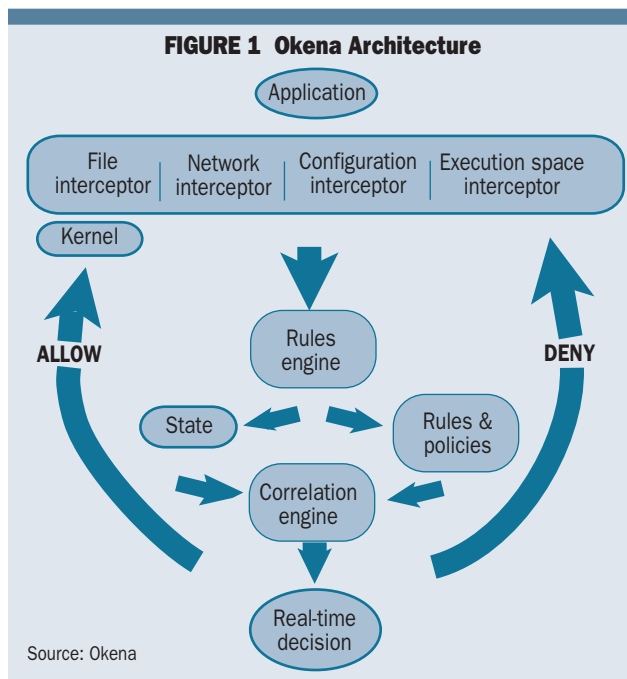 FIGURE 1 Okena Architecture
Application
File
interceptor
Network
interceptor
Configuration
interceptor
Execution space
interceptor
Kernel
Rules
engine
ALLOW
DENY
State
Rules &
policies
Correlation
engine
Real-time
decision
Source: Okena